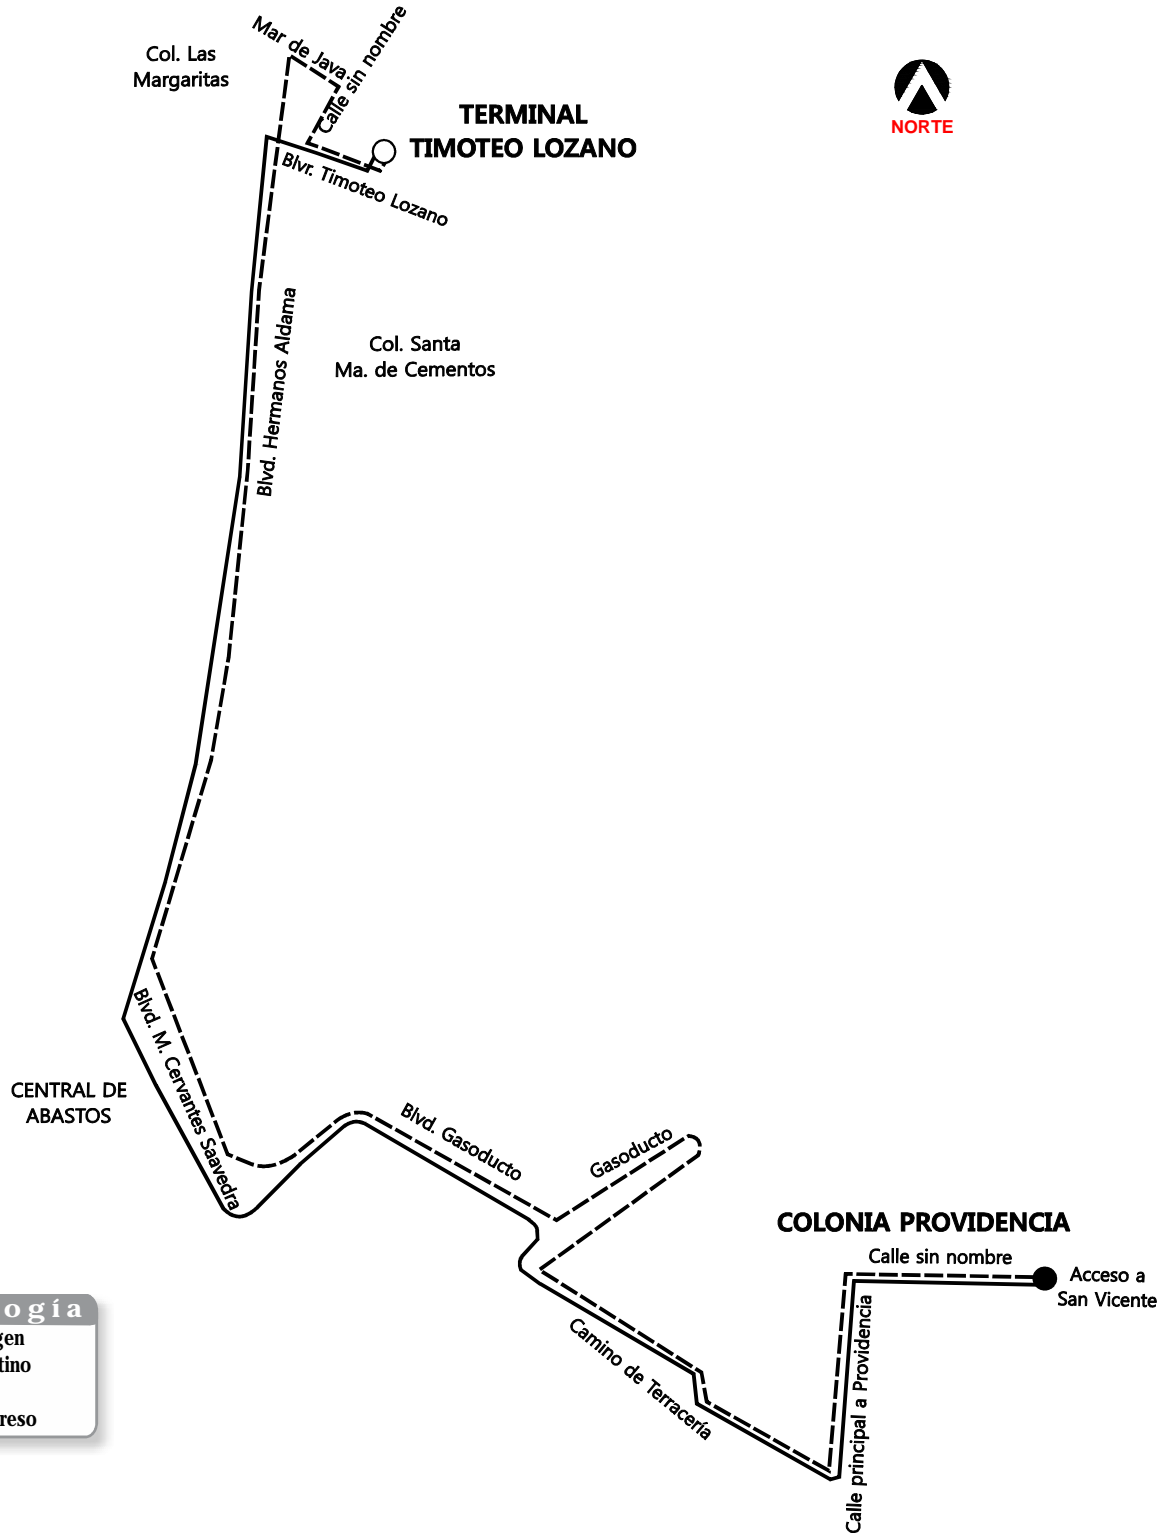 Mar de Java
Calle sin nombre
Col. Las
Margaritas
NORTE
TERMINAL
TIMOTEO LOZANO
Blvr. Timoteo Lozano
Blvd. Hermanos Aldama
Col. Santa
Ma. de Cementos
Blvd. M. Cervantes Saavedra
CENTRAL DE
ABASTOS
Blvd. Gasoducto
Gasoducto
COLONIA PROVIDENCIA
Calle sin nombre
Acceso a
San Vicente
Camino de Terracería
Calle principal a Providencia
ogía
gen
tino
reso